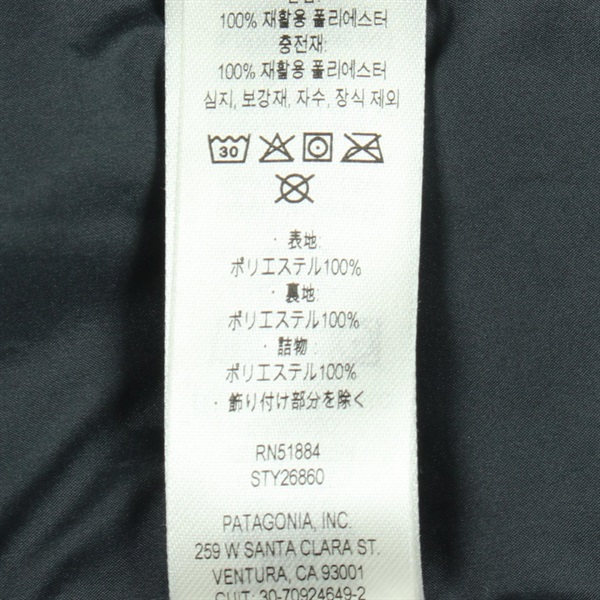 100% 재활용 폴리에스터
충전재:
100% 재활용 폴리에스터
심지, 보강재, 자수, 장식 제외
30
· 表地:
ポリエステル100%
· 裏地:
ポリエステル100%
· 詰物:
ポリエステル100%
· 飾り付け部分を除く
RN51884
STY26860
PATAGONIA, INC.
259 W SANTA CLARA ST.
VENTURA, CA 93001
CUIT: 30-70924649-2